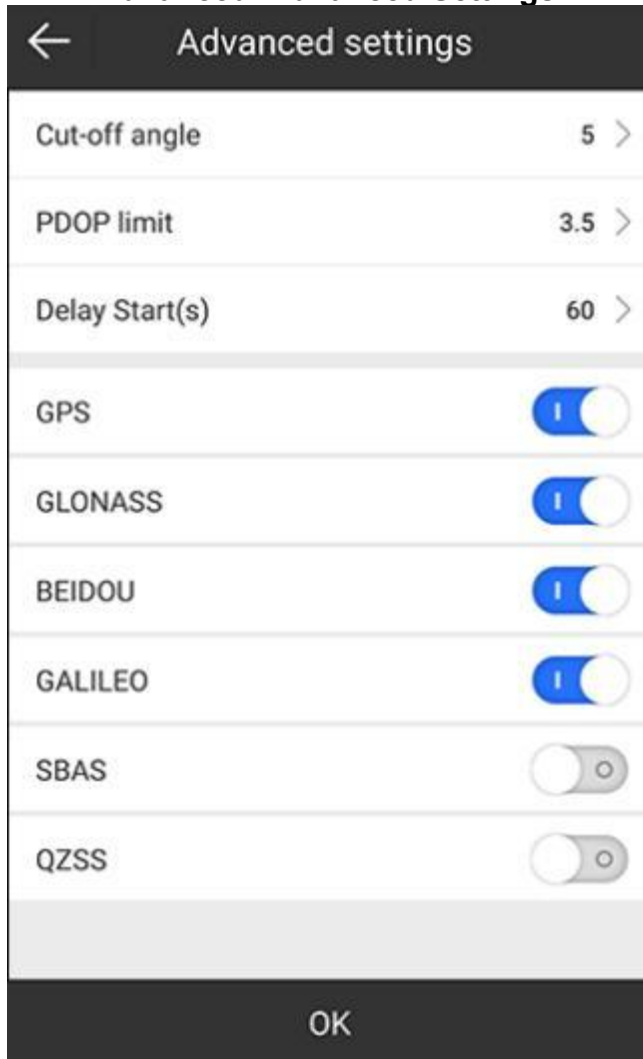 Advanced settings
Cut-off angle 5
PDOP limit 3.5
Delay Start(s) 60
GPS
GLONASS
BEIDOU
GALILEO
SBAS
QZSS
OK